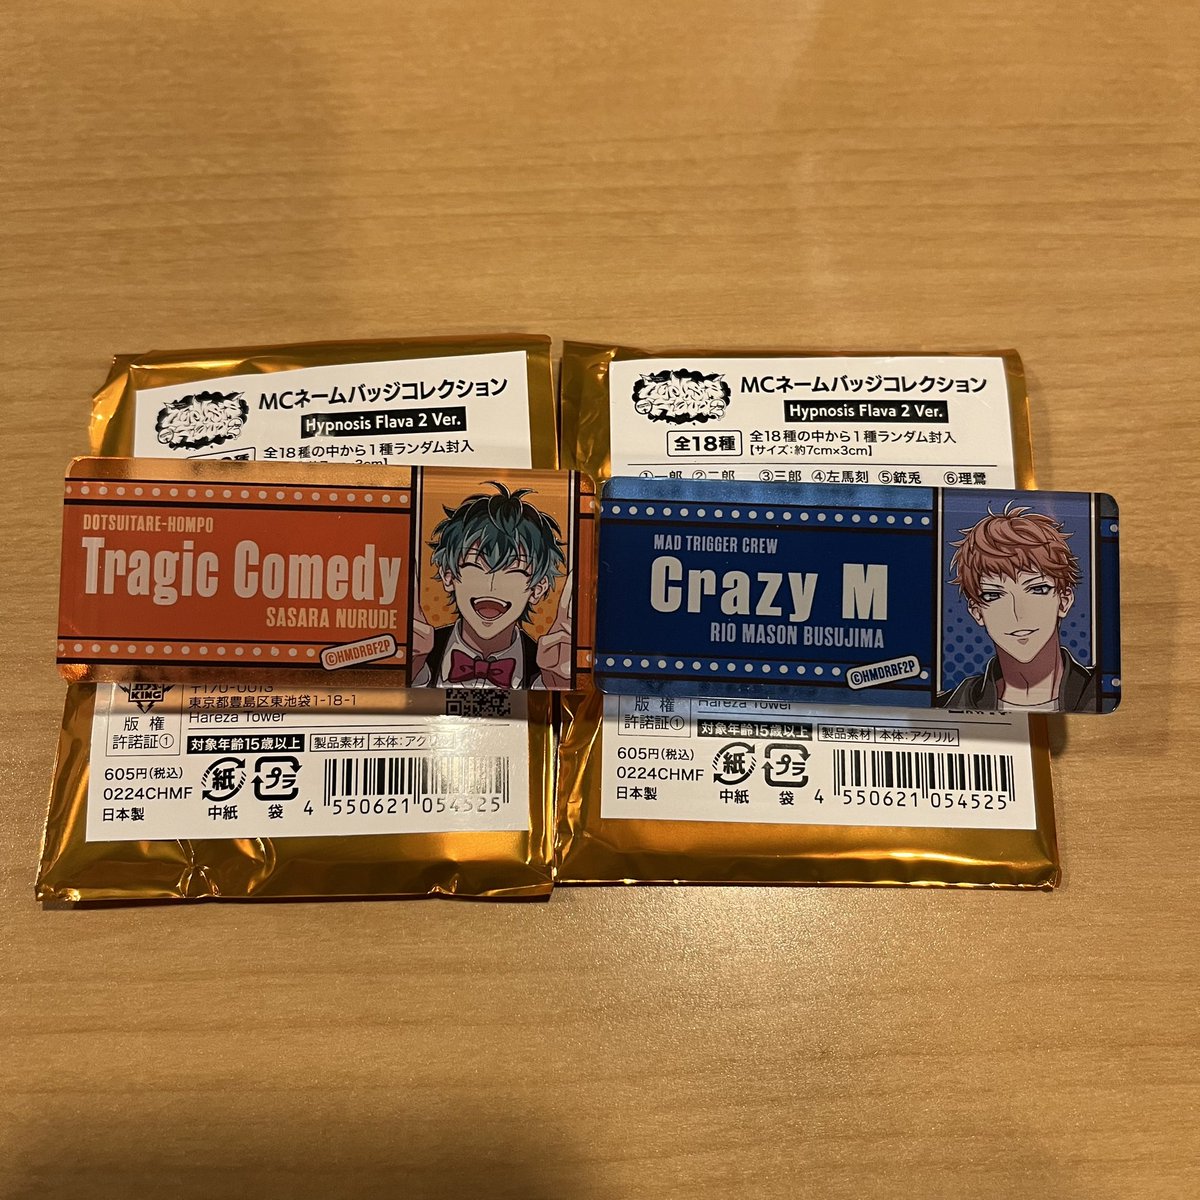 MCネームバッジコレクション
Hypnosis Flava 2 Ver.
全18種の中から1種ランダム封入
DOTSUITARE-HOMPO
Tragic Comedy
SASARA NURUDE
©HMDRBF2P
KING
〒170-0013
東京都豊島区東池袋1-18-1
Hareza Tower
版権
許諾証①
対象年齢15歳以上
製品素材 本体:アクリル
605円(税込)
0224CHMF
日本製
紙
プラ
中紙
袋
4 550621 054525
MCネームバッジコレクション
Hypnosis Flava 2 Ver.
全18種
全18種の中から1種ランダム封入
【サイズ:約7cm×3cm】
①一郎 ②二郎 ③三郎 ④左馬刻 ⑤銃兎 ⑥理鶯
MAD TRIGGER CREW
Crazy M
RIO MASON BUSUJIMA
©HMDRBF2P
Hareza Tower
版権
許諾証①
対象年齢15歳以上
製品素材 本体:アクリル
605円(税込)
0224CHMF
日本製
紙
プラ
中紙
袋
4 550621 054525